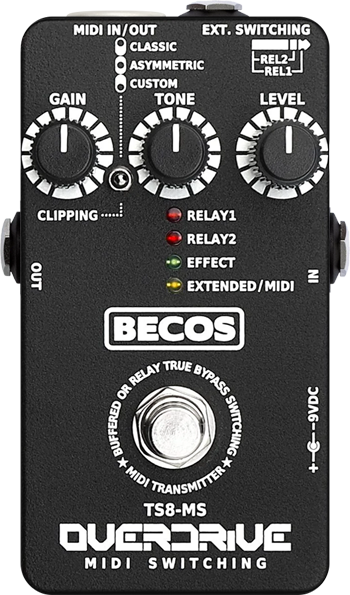 MIDI IN/OUT
EXT. SWITCHING
CLASSIC
ASYMMETRIC
CUSTOM
REL2
REL1
GAIN
TONE
LEVEL
CLIPPING
RELAY1
RELAY2
EFFECT
EXTENDED/MIDI
OUT
IN
BECOS
BUFFERED OR RELAY TRUE BYPASS SWITCHING
★ MIDI TRANSMITTER ★
+ 9VDC
TS8-MS
OVERDRIVE
MIDI SWITCHING